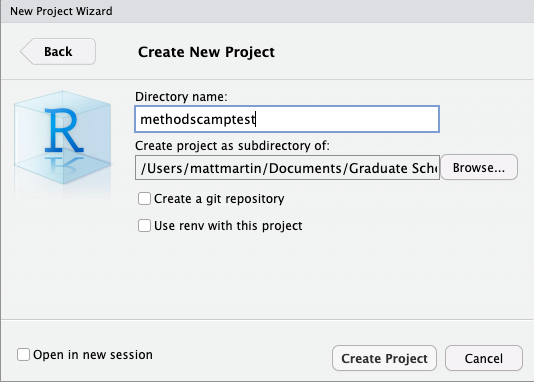 New Project Wizard
Back
Create New Project
R
Directory name:
methodscamptest
Create project as subdirectory of:
/Users/mattmartin/Documents/Graduate Sch
Browse...
Create a git repository
Use renv with this project
Open in new session
Create Project
Cancel